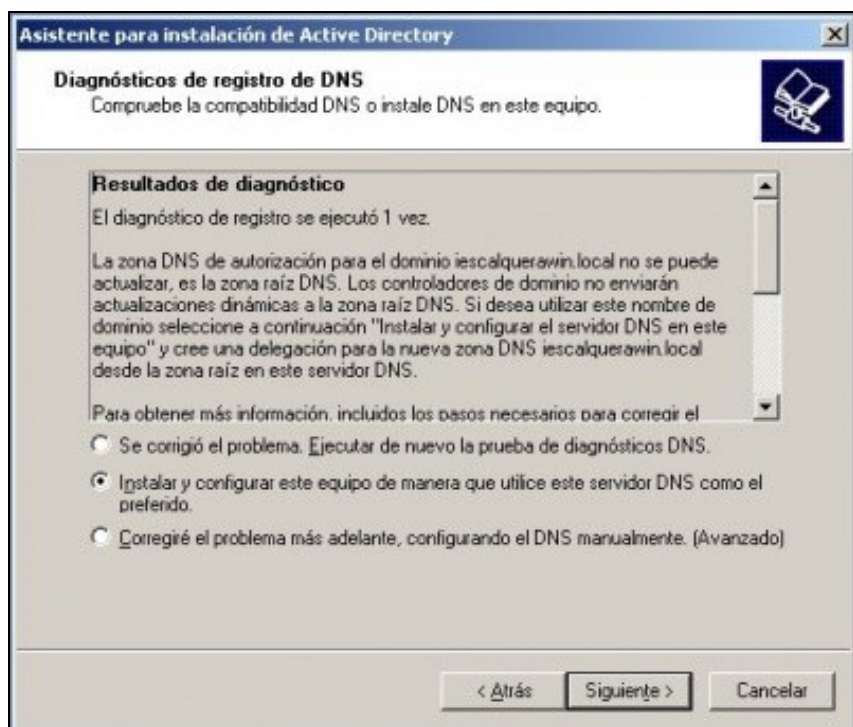 Asistente para instalación de Active Directory
Diagnósticos de registro de DNS
Compruebe la compatibilidad DNS o instale DNS en este equipo.
Resultados de diagnóstico
El diagnóstico de registro se ejecutó 1 vez.
La zona DNS de autorización para el dominio iescalquerawin.local no se puede
actualizar, es la zona raíz DNS. Los controladores de dominio no enviarán
actualizaciones dinámicas a la zona raíz DNS. Si desea utilizar este nombre de
dominio seleccione a continuación "Instalar y configurar el servidor DNS en este
equipo" y cree una delegación para la nueva zona DNS iescalquerawin.local
desde la zona raíz en este servidor DNS.
Para obtener más información, incluidos los pasos necesarios para corregir el
Se corrigió el problema. Ejecutar de nuevo la prueba de diagnósticos DNS.
Instalar y configurar este equipo de manera que utilice este servidor DNS como el
preferido.
Corregiré el problema más adelante, configurando el DNS manualmente. (Avanzado)
< Atrás
Siguiente >
Cancelar